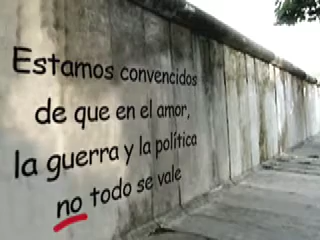 Estamos convencidos
de que en el amor,
la guerra y la política
no todo se vale